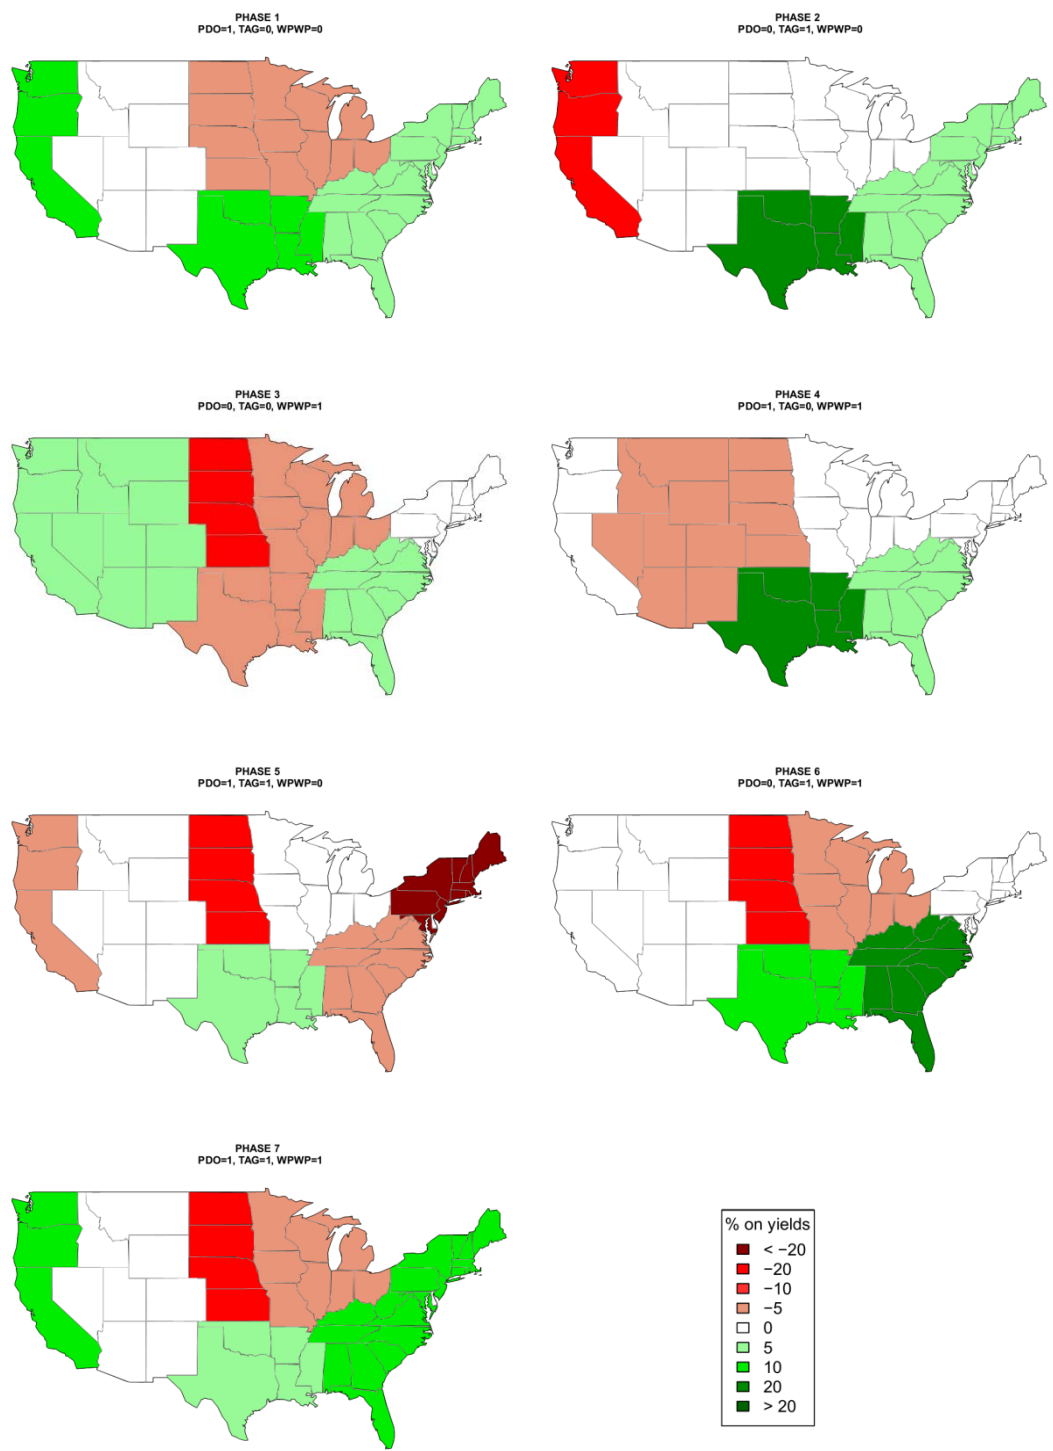 PHASE 1
PDO=1, TAG=0, WPWP=0
PHASE 2
PDO=0, TAG=1, WPWP=0
PHASE 3
PDO=0, TAG=0, WPWP=1
PHASE 4
PDO=1, TAG=0, WPWP=1
PHASE 5
PDO=1, TAG=1, WPWP=0
PHASE 6
PDO=0, TAG=1, WPWP=1
PHASE 7
PDO=1, TAG=1, WPWP=1
% on yields
< −20
−20
−10
−5
0
5
10
20
> 20